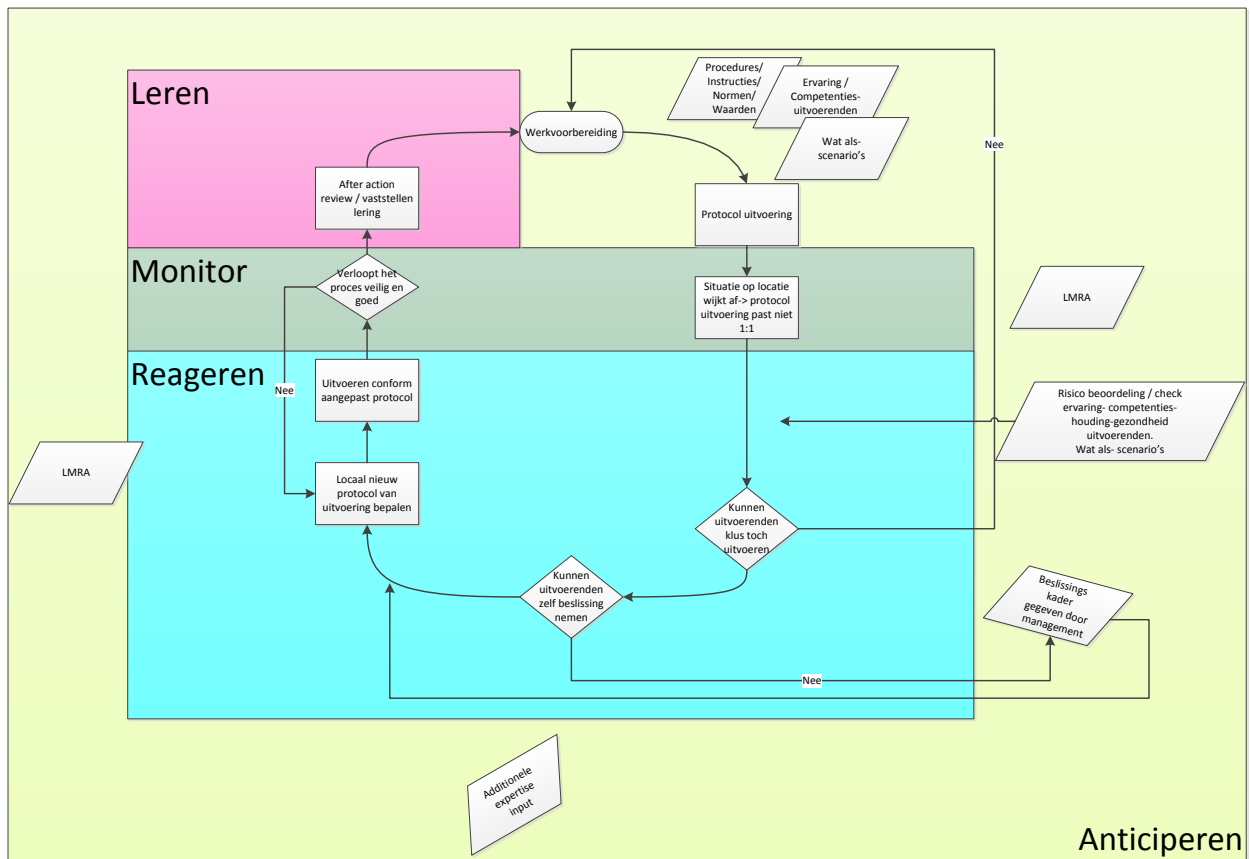 Leren
Procedures/
Instructies/
Normen/
Waarden
Ervaring /
Competenties-
uitvoerenden
Wat als-
scenario's
Werkvoorbereiding
Nee
After action
review / vaststellen
lering
Protocol uitvoering
Monitor
Verloopt het
proces veilig en
goed
Situatie op locatie
wijkt af-> protocol
uitvoering past niet
1:1
LMRA
Reageren
Nee
Uitvoeren conform
aangepast protocol
Risico beoordeling / check
ervaring- competenties-
houding-gezondheid
uitvoerenden.
Wat als- scenario's
LMRA
Locaal nieuw
protocol van
uitvoering bepalen
Kunnen
uitvoerenden
klus toch
uitvoeren
Kunnen
uitvoerenden
zelf beslissing
nemen
Beslissings
kader
gegeven door
management
Nee
Additionele
expertise
input
Anticiperen